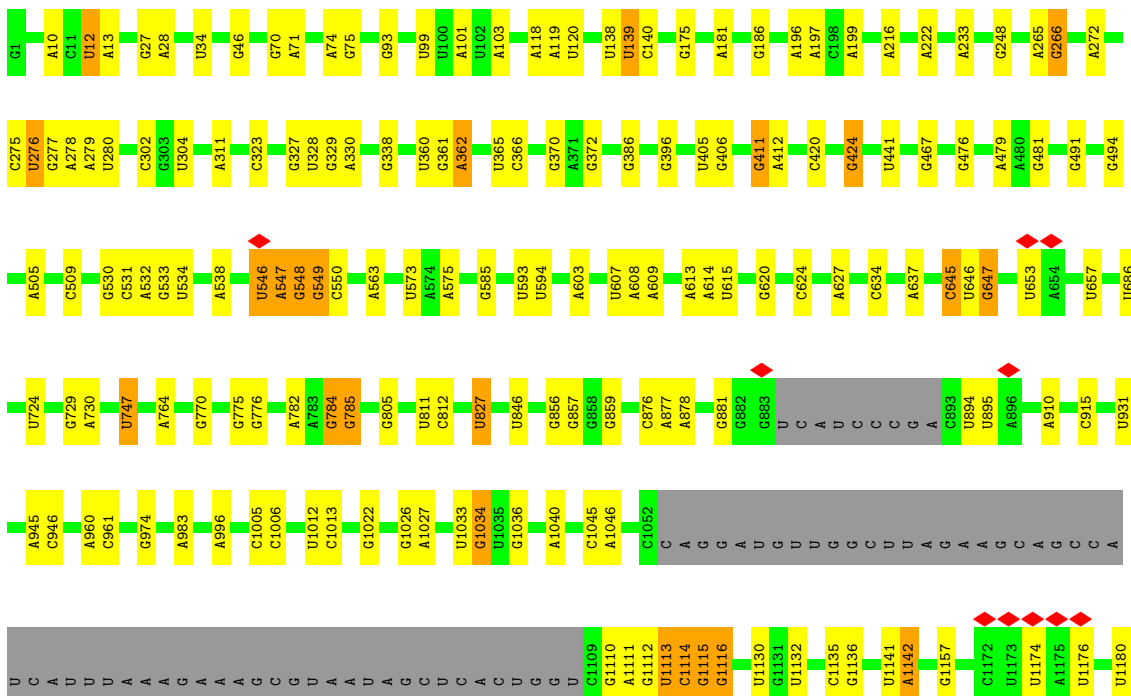 G1 A10 C11 U12 A13 G27 A28 U34 G46 G70 A71 A74 G75 G93 U99 U100 A101 U102 A103 A118 A119 U120 U138 U139 C140 G175 A181 G186 A196 A197 C198 A199 A216 A222 A233 G248 A265 G266 A272
C275 U276 G277 A278 A279 U280 C302 G303 U304 A311 C323 G327 U328 G329 A330 G338 U360 G361 A362 U365 C366 G370 A371 G372 G386 G396 U405 G406 G411 A412 C420 G424 U441 G467 G476 A479 A480 G481 G491 G494
A505 C509 G530 C531 A532 G533 U534 A538 U546 A547 G548 G549 C550 A563 U573 A574 A575 G585 U593 U594 A603 U607 A608 A609 A613 A614 U615 G620 C624 A627 C634 A637 C645 U646 G647 U653 A654 U657 U686
U724 G729 A730 U747 A764 G770 G775 G776 A782 A783 G784 G785 G805 U811 C812 U827 U846 G856 G857 G858 G859 C876 A877 A878 G881 G882 G883 U C A U C C C G A C893 U894 U895 A896 A910 C915 U931
A945 C946 A960 C961 G974 A983 A996 C1005 C1006 U1012 C1013 G1022 G1026 A1027 U1033 G1034 U1035 G1036 A1040 C1045 A1046 C1052 C A G G A U G U U G G C U U A G A A G C A G C C A
U C A U U U A A A G A A A G C G U A A U A G C U C A C U G G U C1109 G1110 A1111 G1112 U1113 C1114 G1115 G1116 U1130 G1131 U1132 C1135 C1136 U1141 A1142 G1157 C1172 U1173 U1174 A1175 U1176 U1180